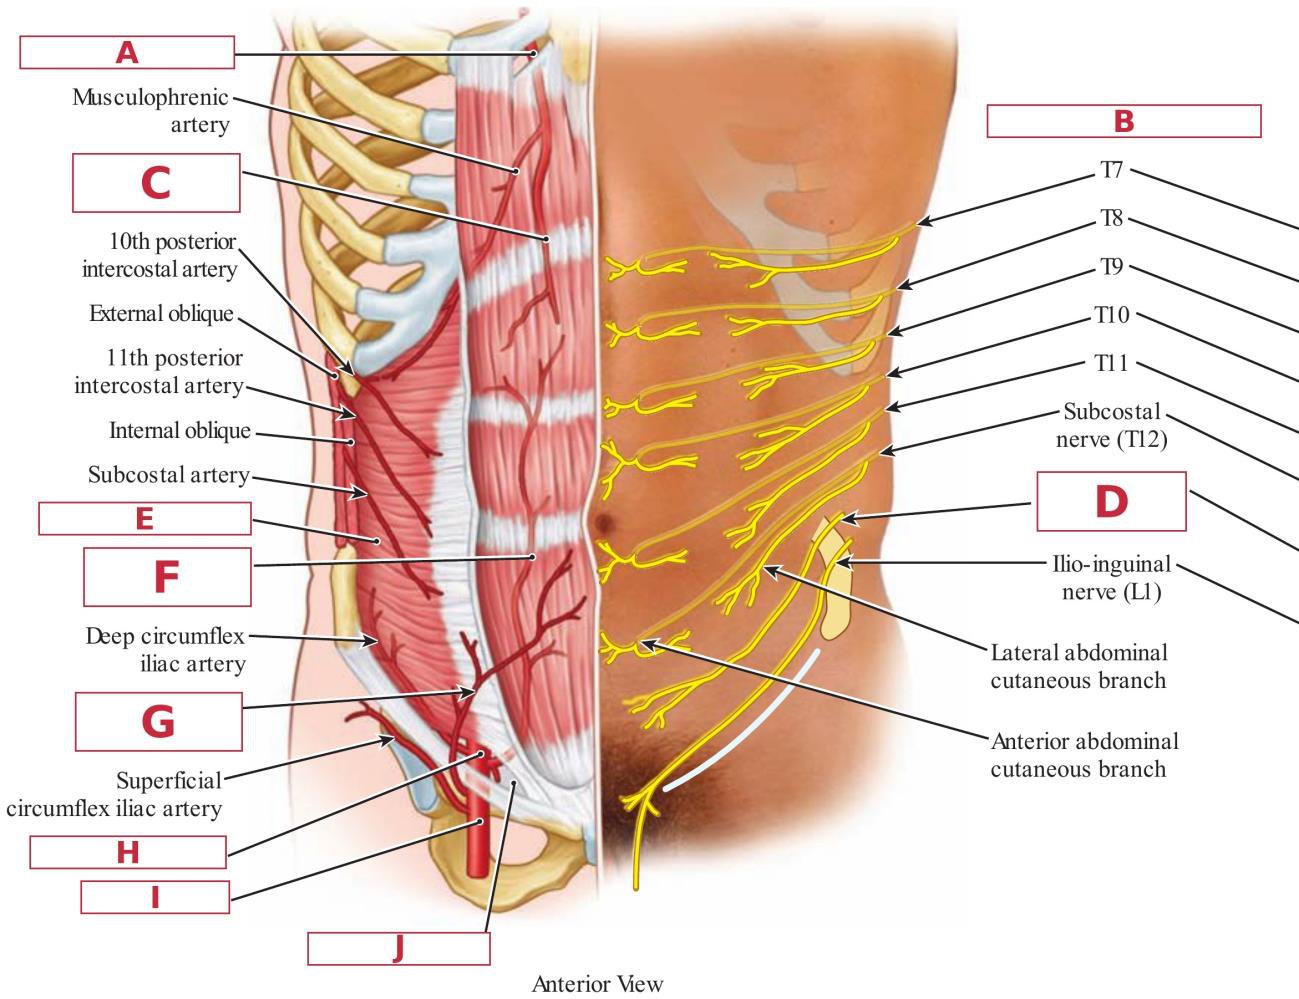 A
Musculophrenic
artery
C
10th posterior
intercostal artery
External oblique
11th posterior
intercostal artery
Internal oblique
Subcostal artery
E
F
Deep circumflex
iliac artery
G
Superficial
circumflex iliac artery
H
I
J
B
T7
T8
T9
T10
T11
Subcostal
nerve (T12)
D
Ilio-inguinal
nerve (L1)
Lateral abdominal
cutaneous branch
Anterior abdominal
cutaneous branch
Anterior View